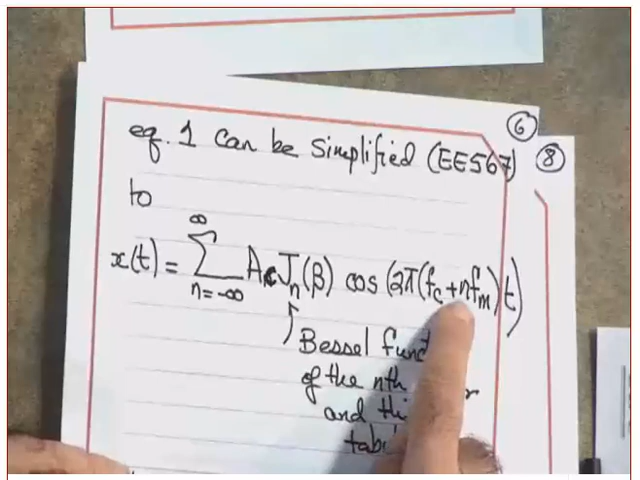 6
8
eq. 1 can be simplified (EE567)
to
x(t) = ∑_{n=-∞}^{∞} A_c J_n(β) cos(2π(f_c+nf_m)t)
Bessel
of the nth
and